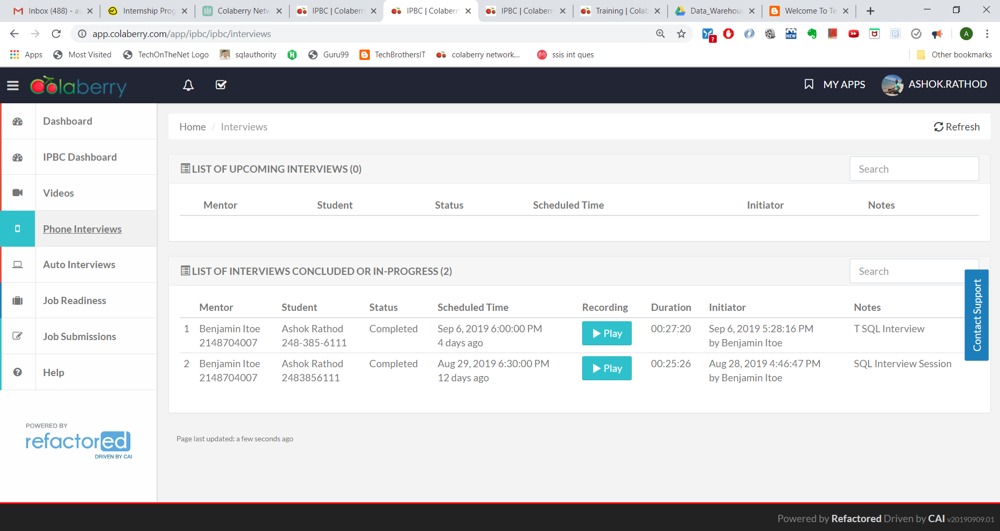 Inbox (488) - as
Internship Prog
Colaberry Netw
IPBC | Colaberry
IPBC | Colaberry
IPBC | Colaberry
Training | Colab
Data_Warehous
Welcome To Te
app.colaberry.com/app/ipbc/ipbc/interviews
NEW
A
Apps
Most Visited
TechOnTheNet Logo
sqlauthority
Guru99
TechBrothersIT
colaberry network...
ssis int ques
Other bookmarks
Colaberry
MY APPS
ASHOK.RATHOD
Dashboard
IPBC Dashboard
Videos
Phone Interviews
Auto Interviews
Job Readiness
Job Submissions
Help
POWERED BY
refactored
DRIVEN BY CAI
Home / Interviews
Refresh
LIST OF UPCOMING INTERVIEWS (0)
Search
Mentor Student Status Scheduled Time Initiator Notes
LIST OF INTERVIEWS CONCLUDED OR IN-PROGRESS (2)
Search
Mentor Student Status Scheduled Time Recording Duration Initiator Notes
1 Benjamin Itoe Ashok Rathod Completed Sep 6, 2019 6:00:00 PM Play 00:27:20 Sep 6, 2019 5:28:16 PM T SQL Interview
2148704007 248-385-6111 4 days ago by Benjamin Itoe
2 Benjamin Itoe Ashok Rathod Completed Aug 29, 2019 6:30:00 PM Play 00:25:26 Aug 28, 2019 4:46:47 PM SQL Interview Session
2148704007 2483856111 12 days ago by Benjamin Itoe
Contact Support
Page last updated: a few seconds ago
Powered by Refactored Driven by CAI v20190909.01